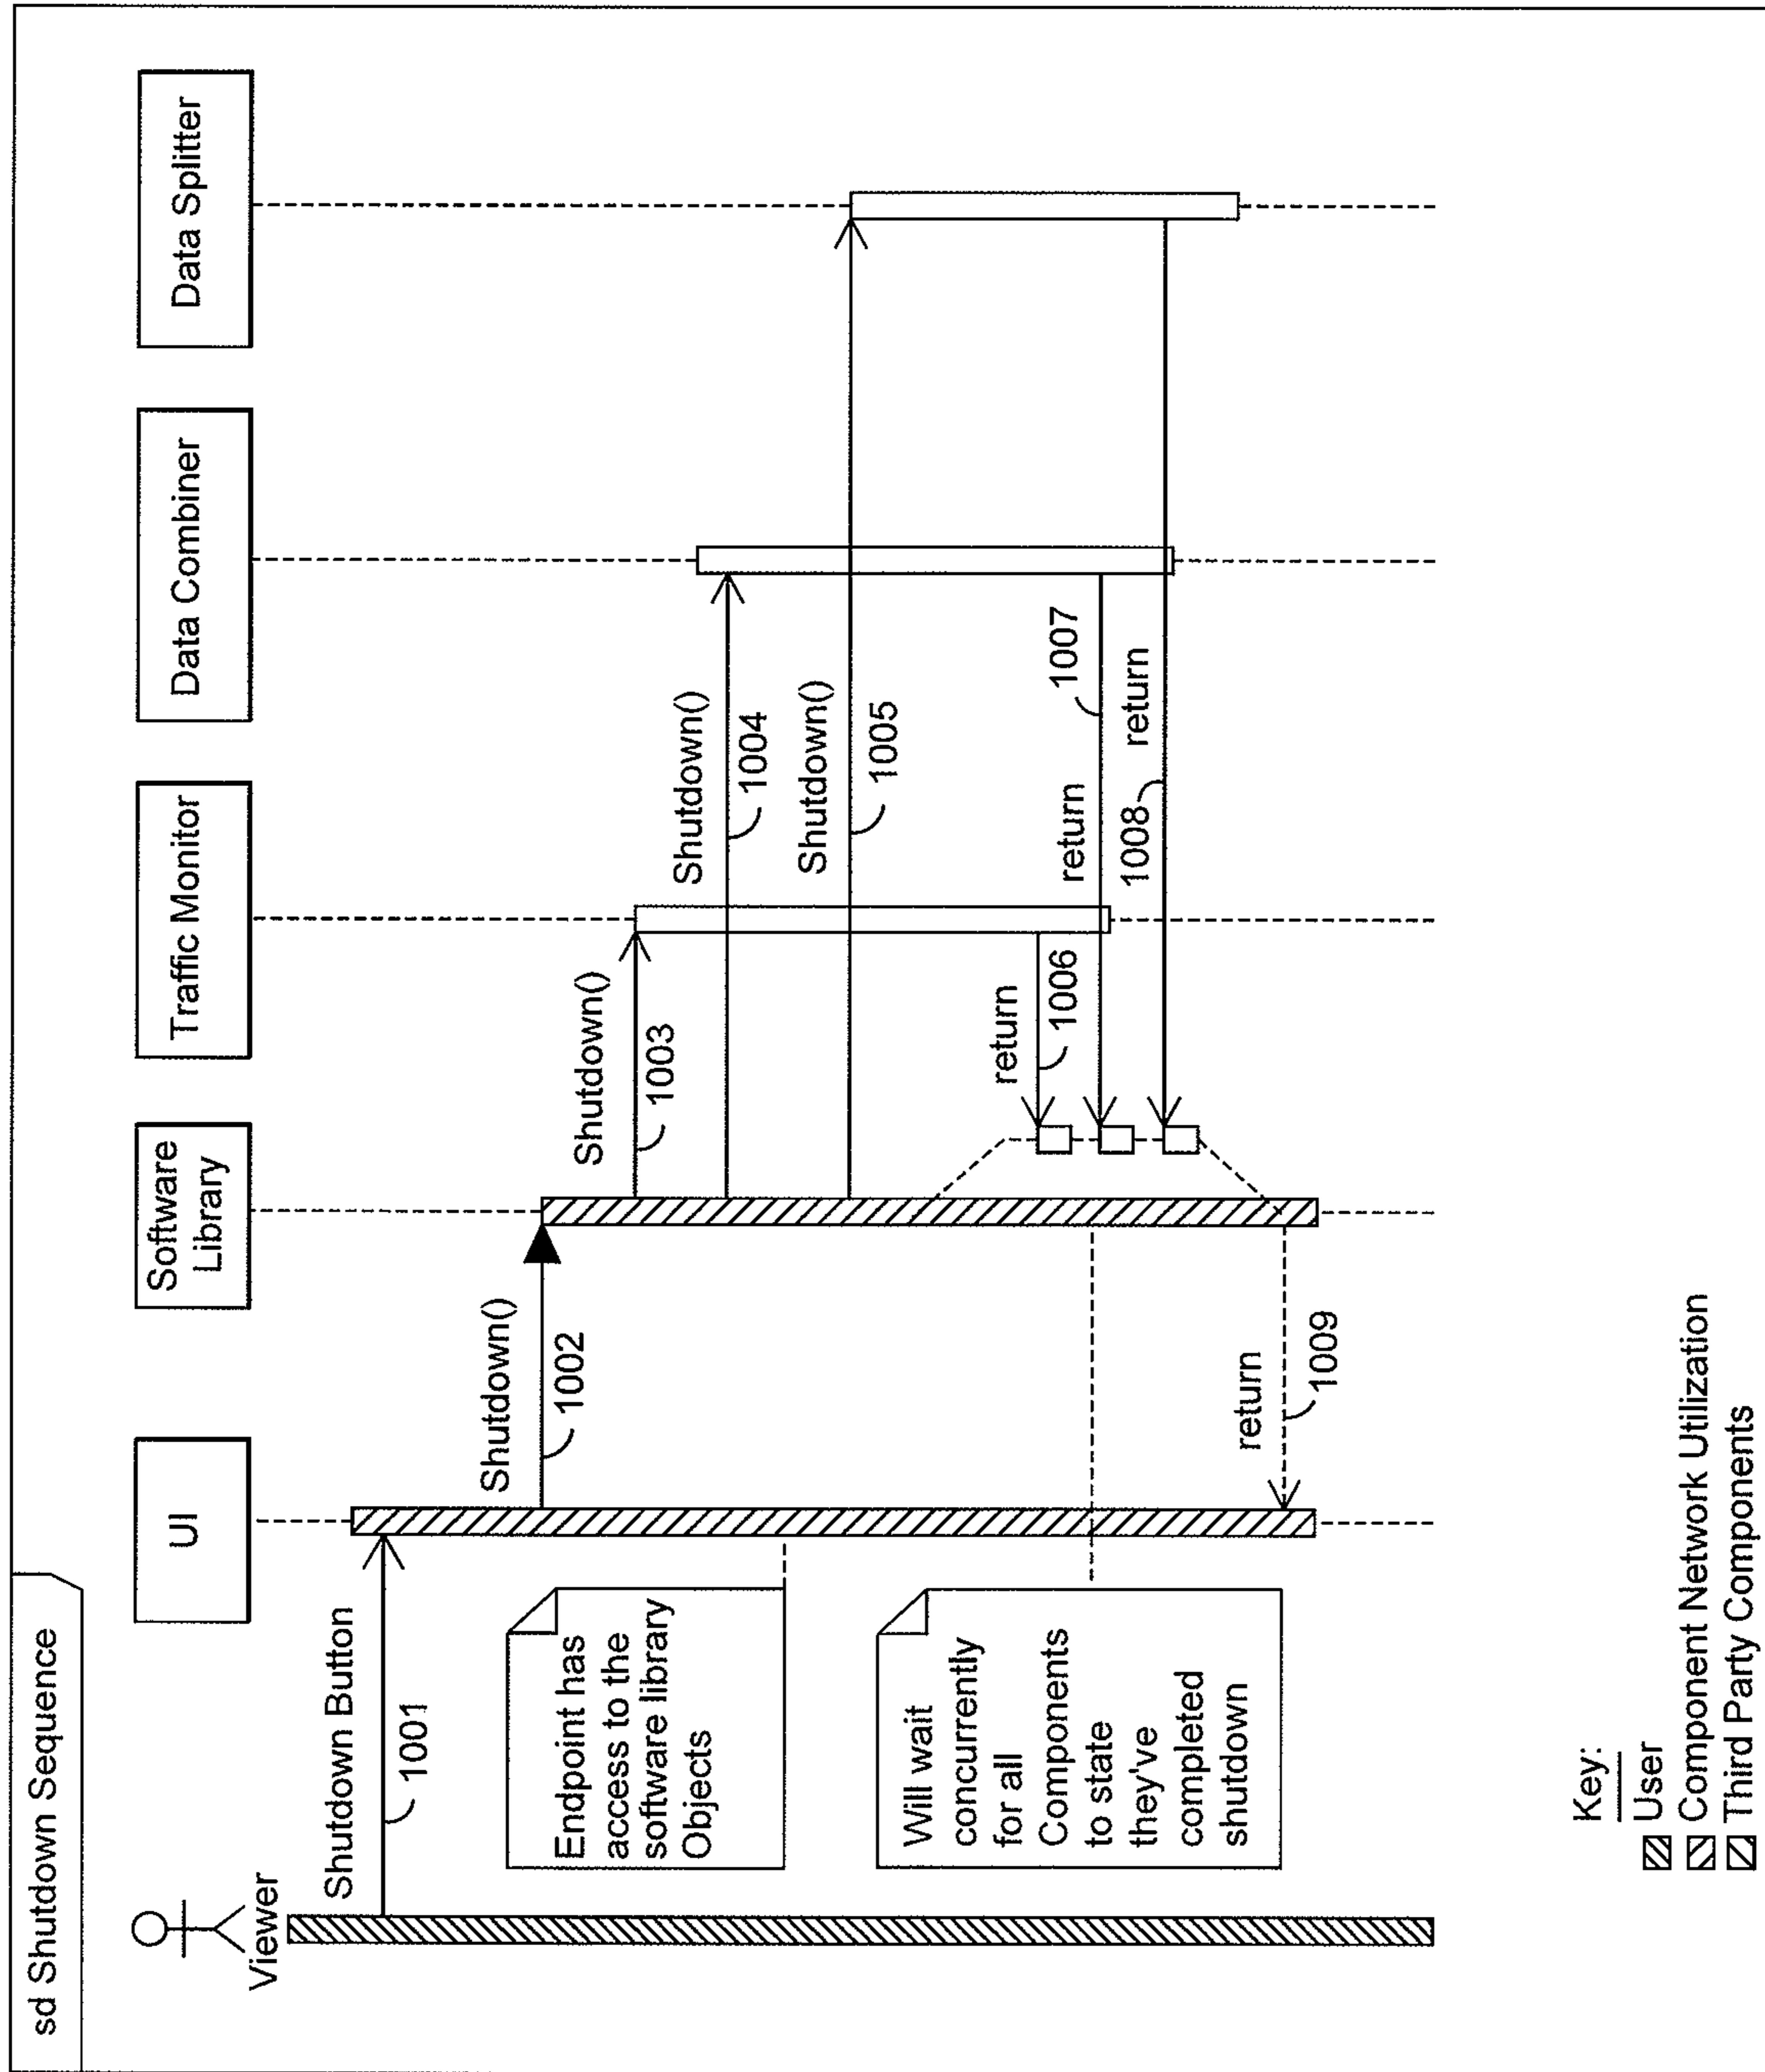 sd Shutdown Sequence
Viewer
UI
Software
Library
Traffic Monitor
Data Combiner
Data Splitter
Shutdown Button
1001
Shutdown()
1002
Shutdown()
1003
Shutdown()
1004
Shutdown()
1005
Endpoint has
access to the
software library
Objects
Will wait
concurrently
for all
Components
to state
they've
completed
shutdown
return
1006
return
1007
return
1008
return
1009
Key:
User
Component Network Utilization
Third Party Components